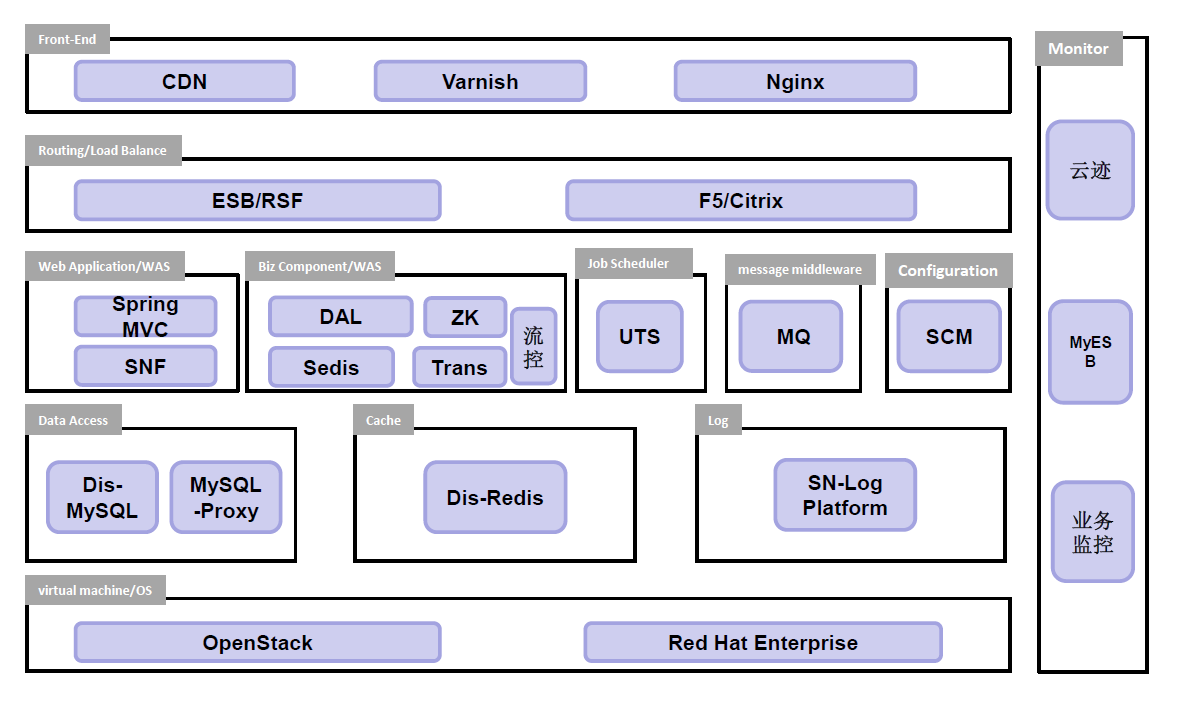 Front-End
Monitor
CDN
Varnish
Nginx
Routing/Load Balance
云迹
ESB/RSF
F5/Citrix
Web Application/WAS
Biz Component/WAS
Job Scheduler
message middleware
Configuration
Spring
MVC
SNF
DAL
ZK
Sedis
Trans
流
控
UTS
MQ
SCM
MyES
B
Data Access
Cache
Log
Dis-
MySQL
MySQL
-Proxy
Dis-Redis
SN-Log
Platform
业务
监控
virtual machine/OS
OpenStack
Red Hat Enterprise